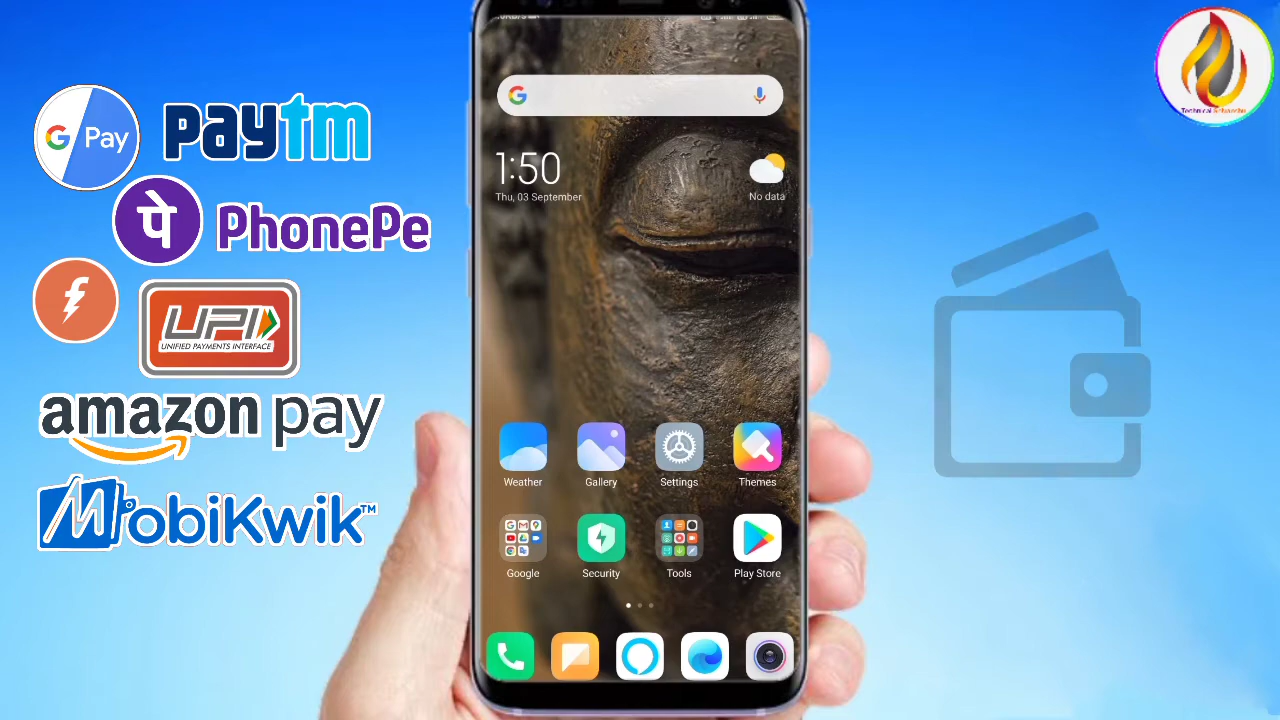 G Pay
paytm
पे PhonePe
UPI
UNIFIED PAYMENTS INTERFACE
amazon pay
MobiKwik™
1:50
Thu, 03 September
No data
Weather
Gallery
Settings
Themes
Google
Security
Tools
Play Store
Technical